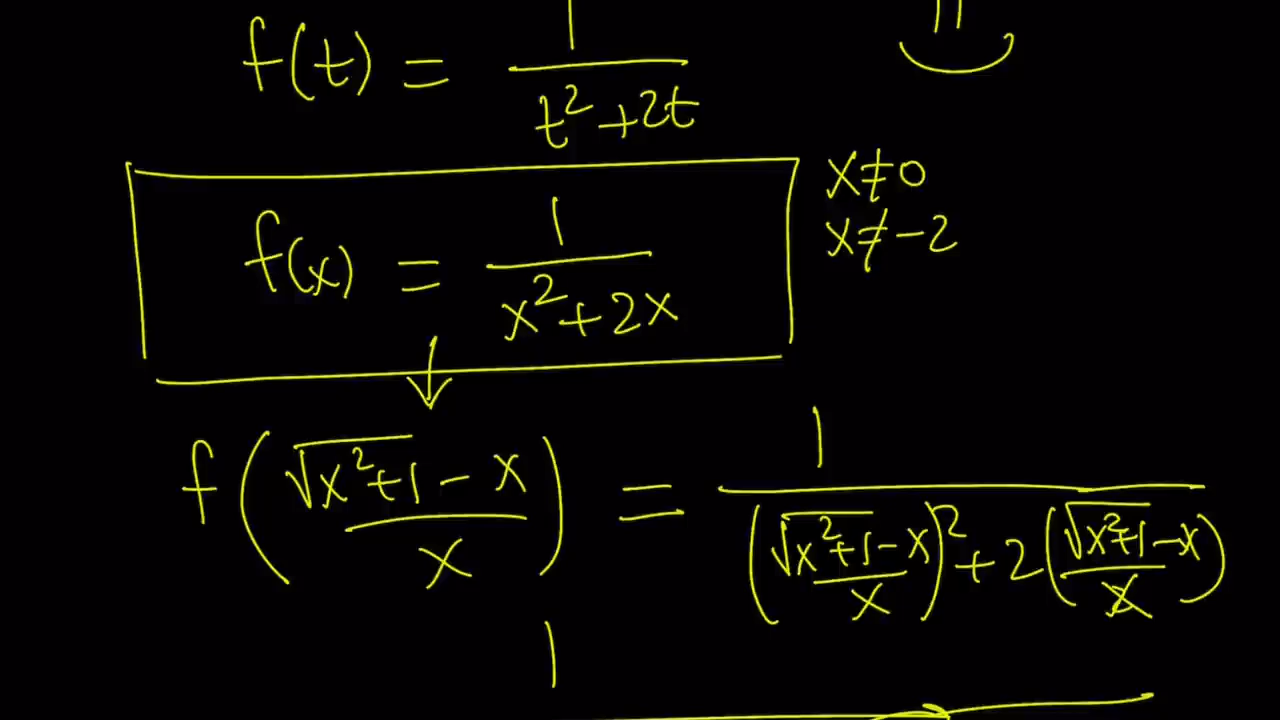 f(t) = 1/(t²+2t)
f(x) = 1/(x²+2x)
x≠0
x≠-2
f((√(x²+1)-x)/x) = 1/(((√(x²+1)-x)/x)²+2((√(x²+1)-x)/x))
1